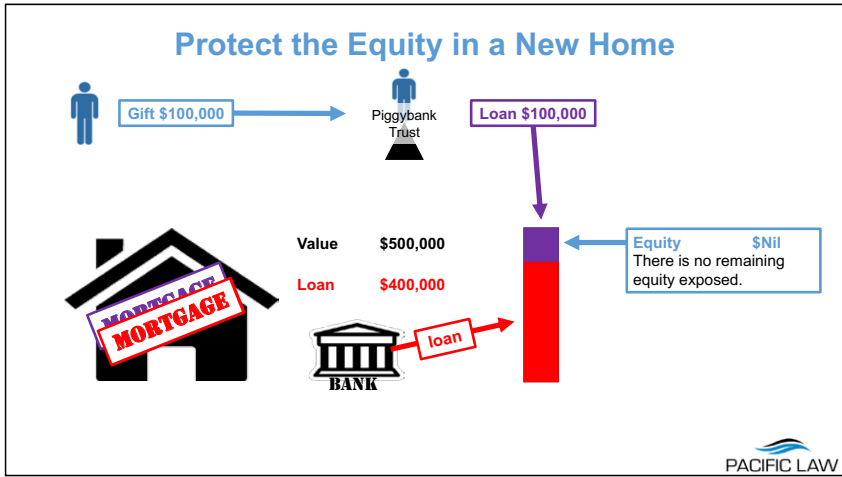 Protect the Equity in a New Home
Gift $100,000
Piggybank
Trust
Loan $100,000
Value $500,000
Loan $400,000
Equity $Nil
There is no remaining
equity exposed.
MORTGAGE
MORTGAGE
loan
BANK
PACIFIC LAW